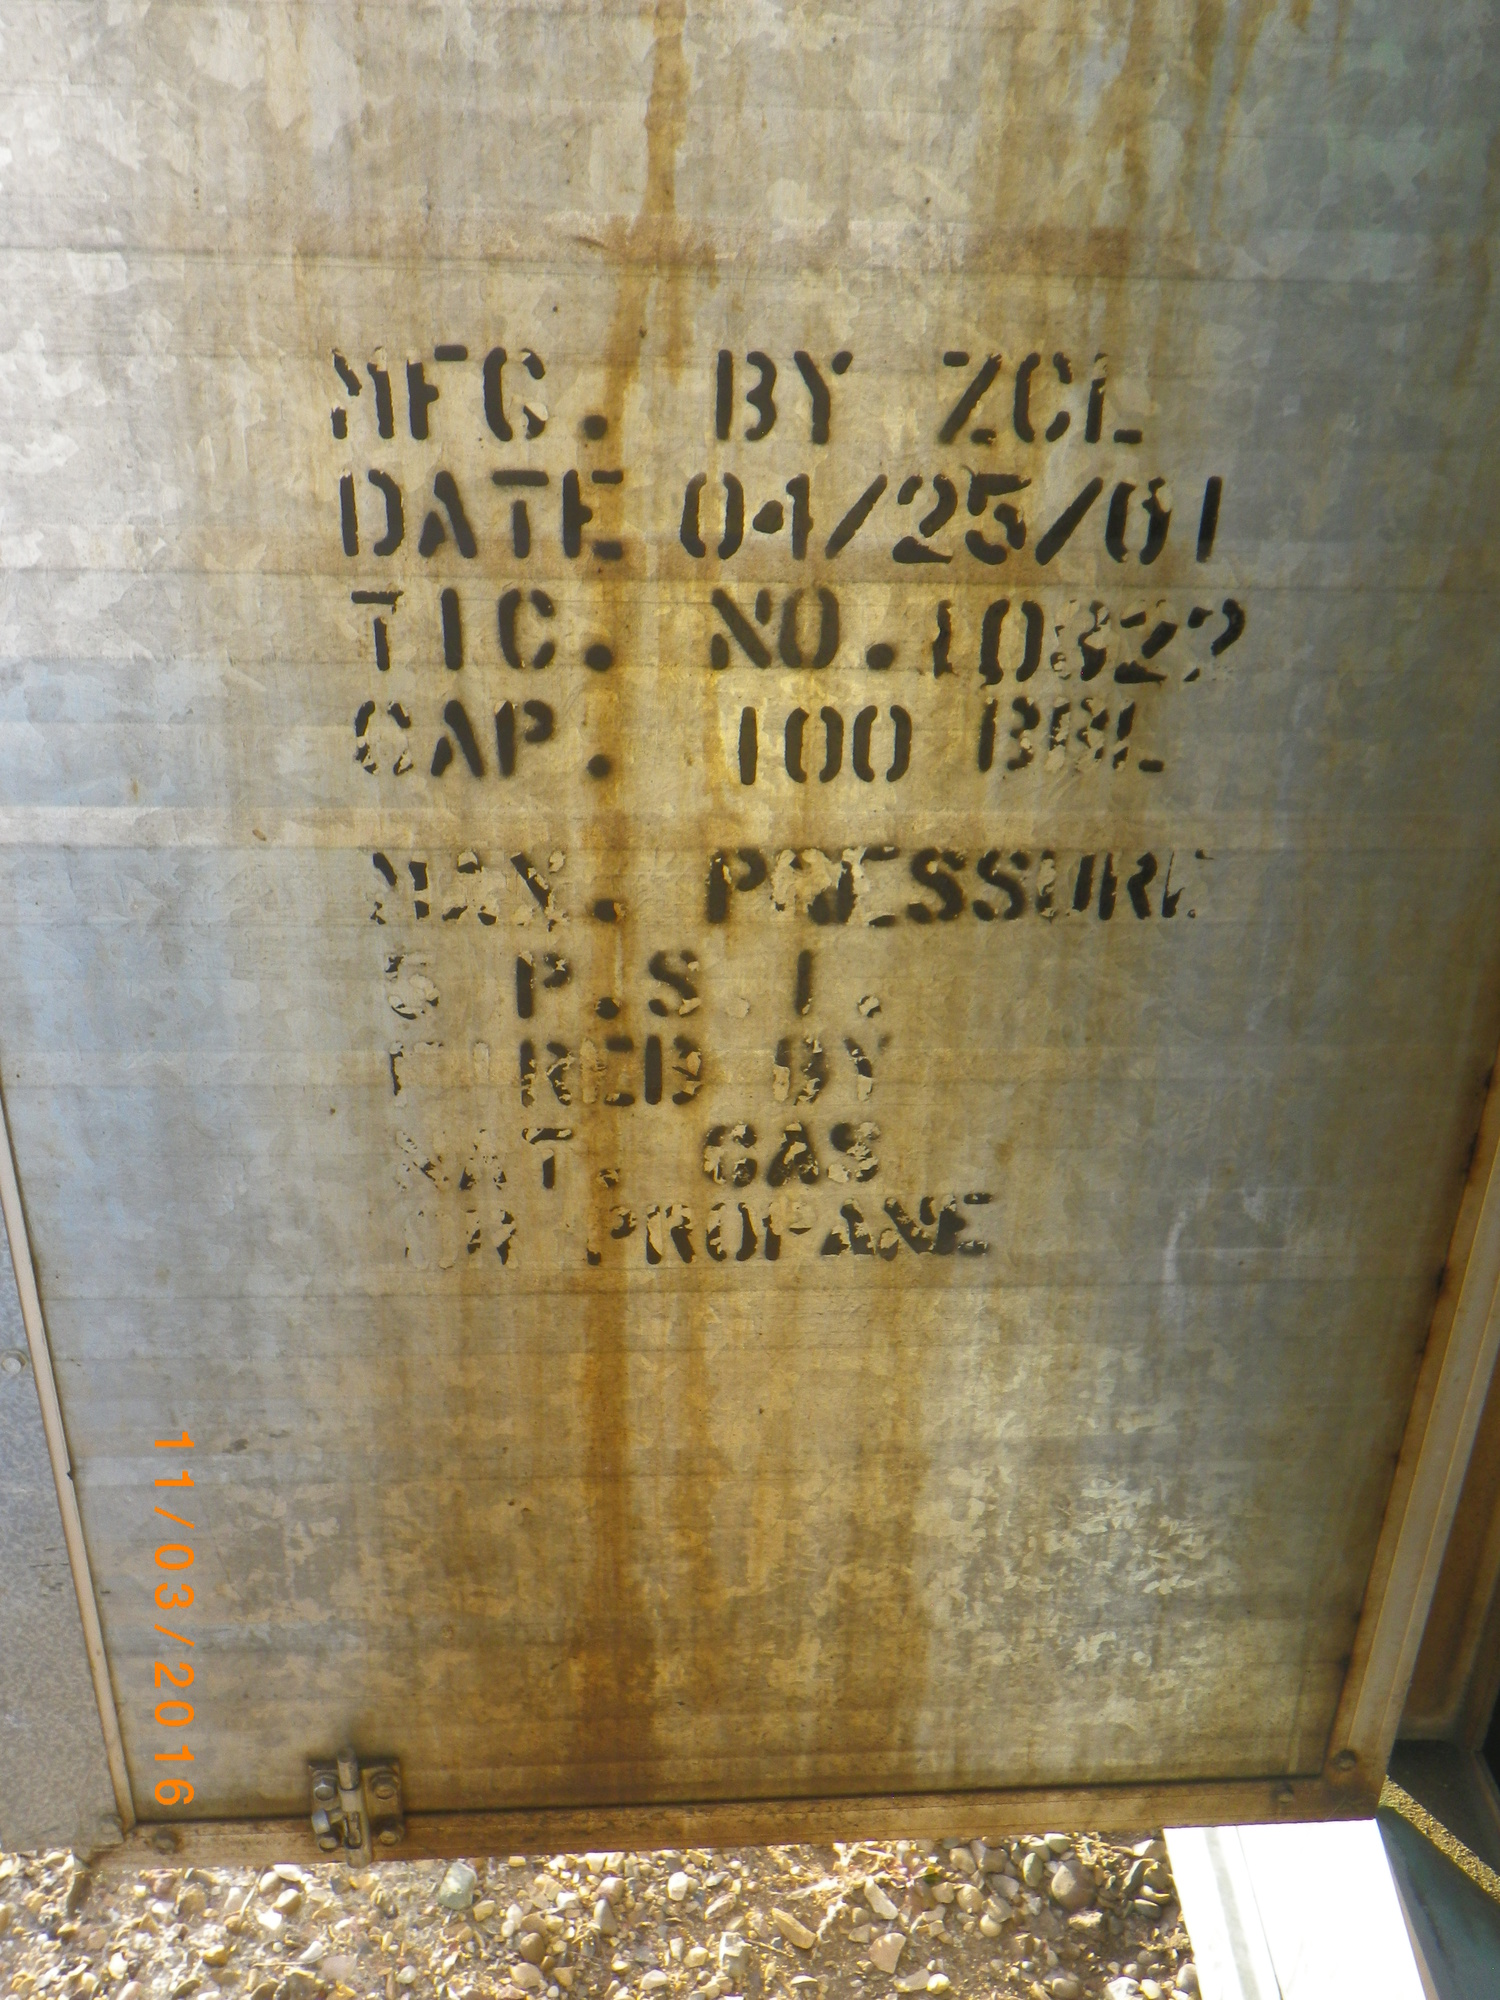 MFG. BY ZCL
DATE 04/25/01
TIC. NO. 10322
CAP. 100 BBL
MAX. PRESSURE
5 P.S.I.
FIRED BY
NAT. GAS
OR PROPANE
11/03/2016